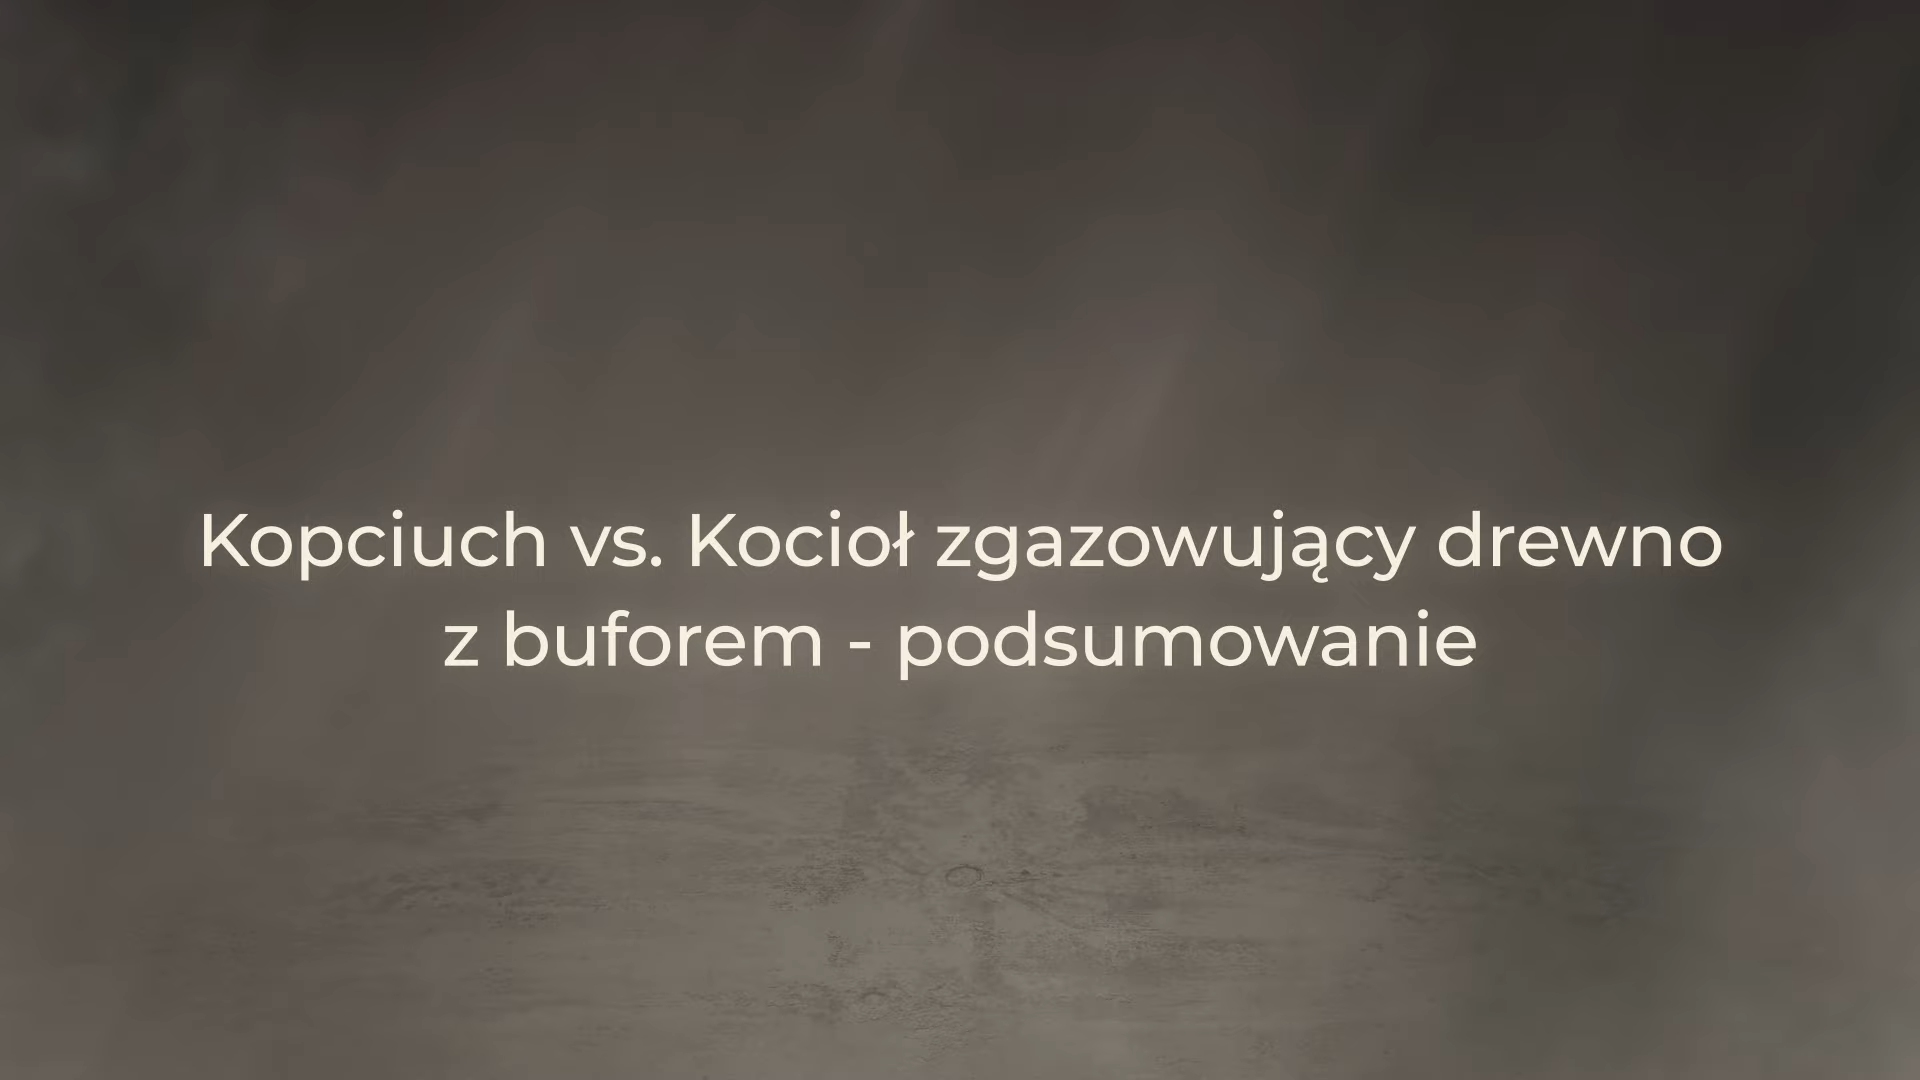 Kopciuch vs. Kocioł zgazowujący drewno
z buforem - podsumowanie